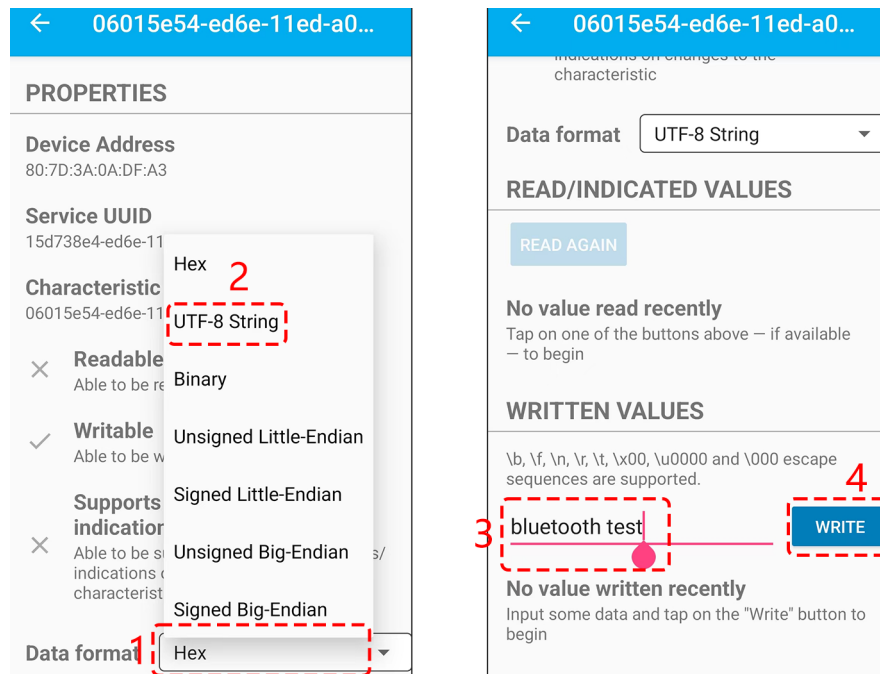 06015e54-ed6e-11ed-a0...
PROPERTIES
Device Address
80:7D:3A:0A:DF:A3
Service UUID
15d738e4-ed6e-11
Characteristic
06015e54-ed6e-11
Readable
Able to be re
Writable
Able to be w
Supports
indication
Able to be su
s/
indications o
characterist
Data format
Hex
2
UTF-8 String
Binary
Unsigned Little-Endian
Signed Little-Endian
Unsigned Big-Endian
Signed Big-Endian
1
Hex
06015e54-ed6e-11ed-a0...
indications on changes to the
characteristic
Data format
UTF-8 String
READ/INDICATED VALUES
READ AGAIN
No value read recently
Tap on one of the buttons above — if available
— to begin
WRITTEN VALUES
\b, \f, \n, \r, \t, \x00, \u0000 and \000 escape
sequences are supported.
4
3
bluetooth test
WRITE
No value written recently
Input some data and tap on the "Write" button to
begin